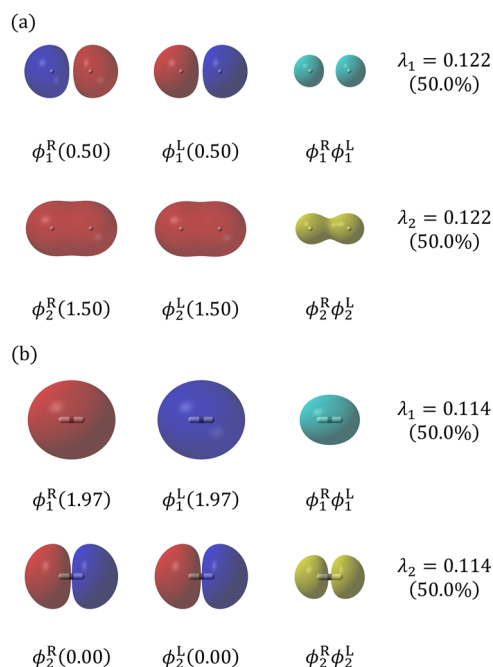 (a)
λ₁ = 0.122
(50.0%)
ϕ₁ᴿ(0.50) ϕ₁ᴸ(0.50) ϕ₁ᴿϕ₁ᴸ
λ₂ = 0.122
(50.0%)
ϕ₂ᴿ(1.50) ϕ₂ᴸ(1.50) ϕ₂ᴿϕ₂ᴸ
(b)
λ₁ = 0.114
(50.0%)
ϕ₁ᴿ(1.97) ϕ₁ᴸ(1.97) ϕ₁ᴿϕ₁ᴸ
λ₂ = 0.114
(50.0%)
ϕ₂ᴿ(0.00) ϕ₂ᴸ(0.00) ϕ₂ᴿϕ₂ᴸ